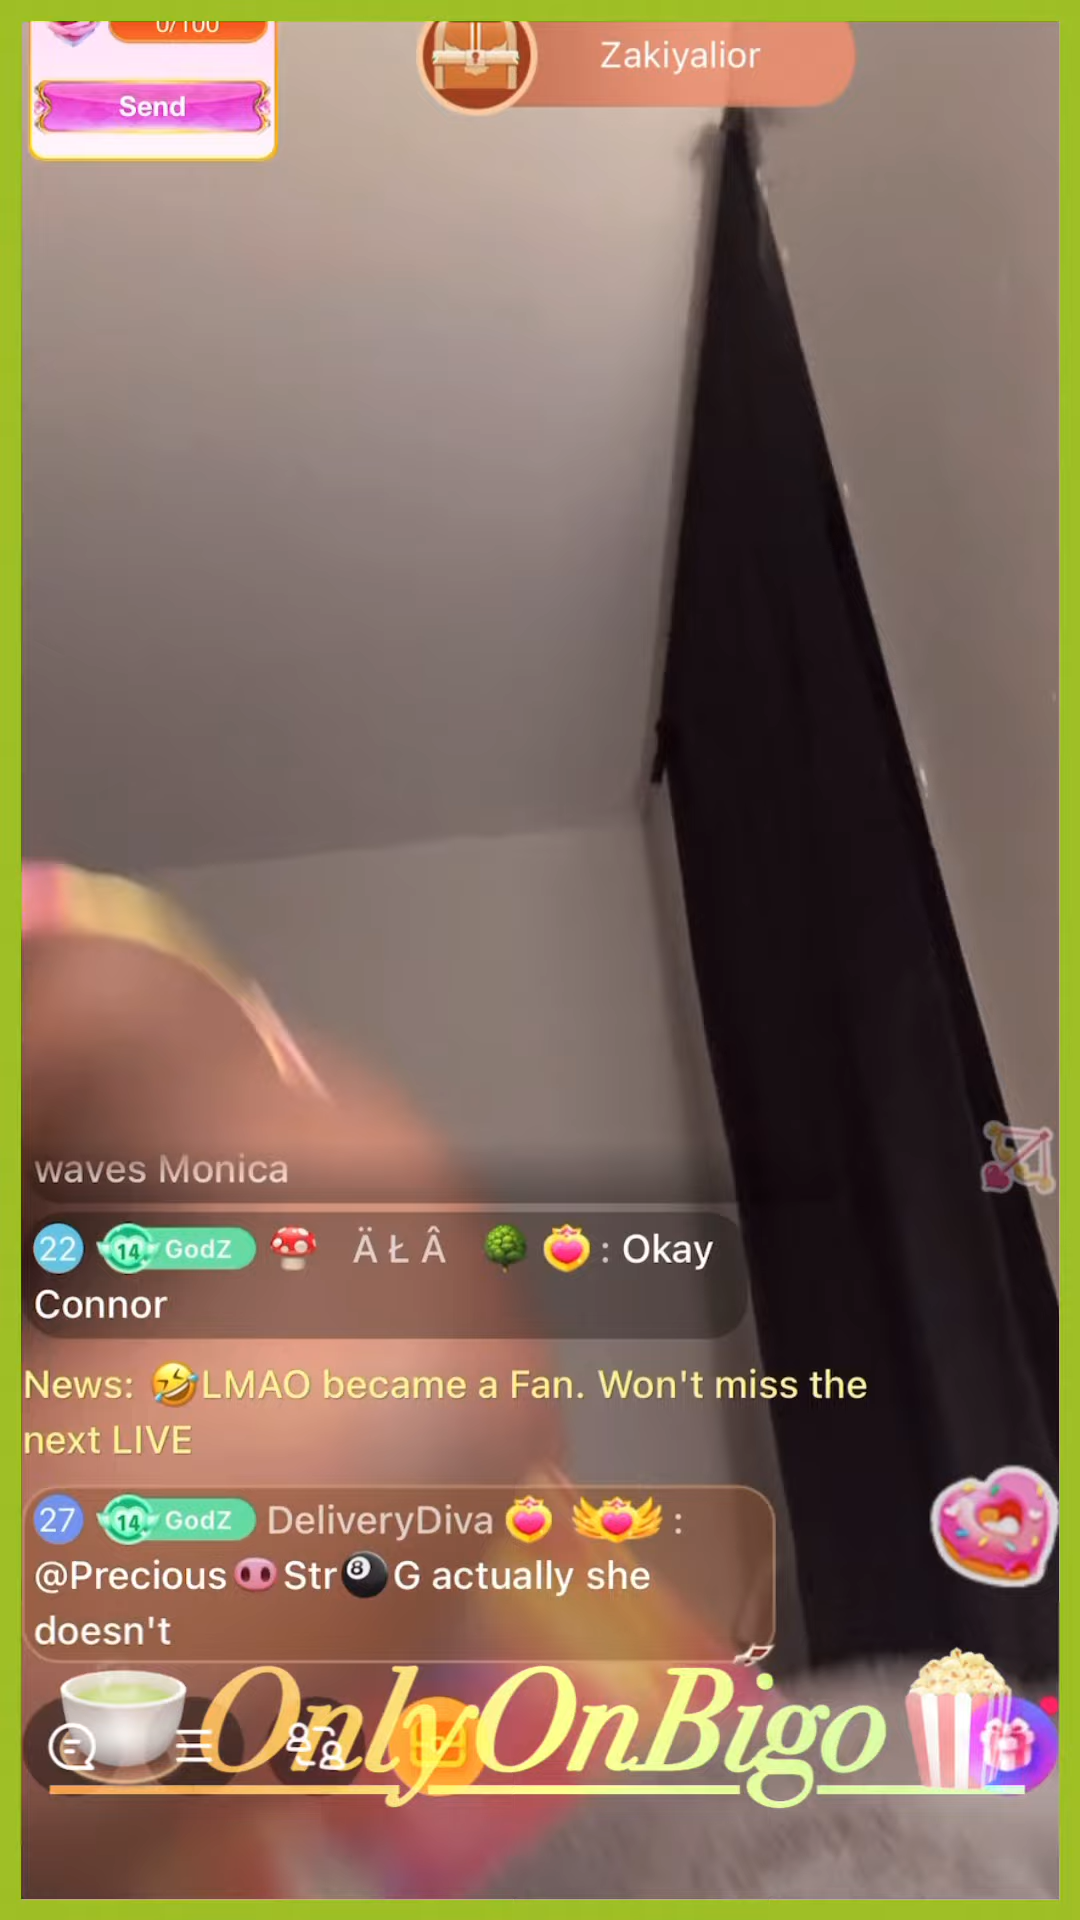 0/100
Send
Zakiyalior
waves Monica
22 14 GodZ 🍄 Ä Ł Â 🌳 : Okay
Connor
News: 🤣LMAO became a Fan. Won't miss the
next LIVE
27 14 GodZ DeliveryDiva :
@Precious🐽Str🎱G actually she
doesn't
OnlyOnBigo